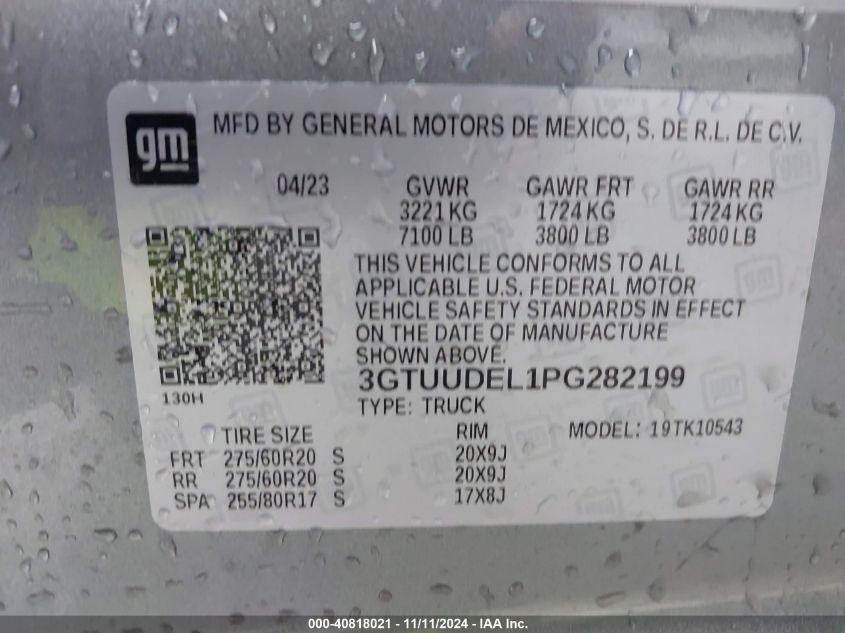 gm
MFD BY GENERAL MOTORS DE MEXICO, S. DE R.L. DE C.V.
04/23 GVWR GAWR FRT GAWR RR
3221 KG 1724 KG 1724 KG
7100 LB 3800 LB 3800 LB
THIS VEHICLE CONFORMS TO ALL
APPLICABLE U.S. FEDERAL MOTOR
VEHICLE SAFETY STANDARDS IN EFFECT
ON THE DATE OF MANUFACTURE
SHOWN ABOVE.
3GTUUDEL1PG282199
130H
TYPE: TRUCK
TIRE SIZE RIM MODEL: 19TK10543
FRT 275/60R20 S 20X9J
RR 275/60R20 S 20X9J
SPA 255/80R17 S 17X8J
000-40818021 - 11/11/2024 - IAA Inc.